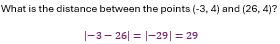 What is the distance between the points (-3, 4) and (26, 4)?
|−3 − 26| = |−29| = 29